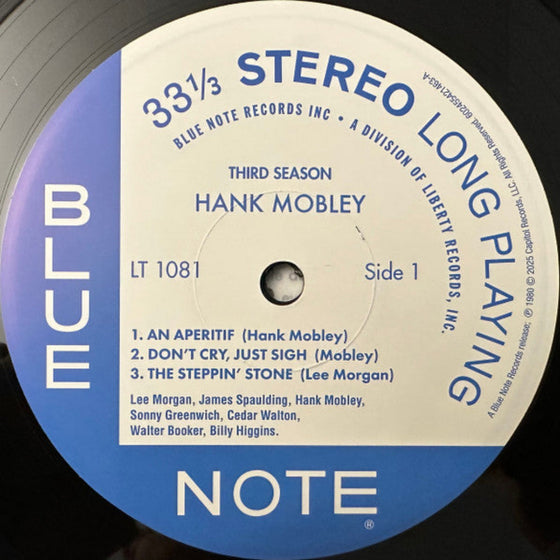 33⅓ STEREO LONG PLAYING
BLUE NOTE RECORDS INC • A DIVISION OF LIBERTY RECORDS, INC.
THIRD SEASON
HANK MOBLEY
LT 1081 Side 1
1. AN APERITIF (Hank Mobley)
2. DON'T CRY, JUST SIGH (Mobley)
3. THE STEPPIN' STONE (Lee Morgan)
Lee Morgan, James Spaulding, Hank Mobley,
Sonny Greenwich, Cedar Walton,
Walter Booker, Billy Higgins.
BLUE
NOTE®
A Blue Note Records release; ℗ 1980 © 2025 Capitol Records, LLC. All Rights Reserved. 602455421463-A